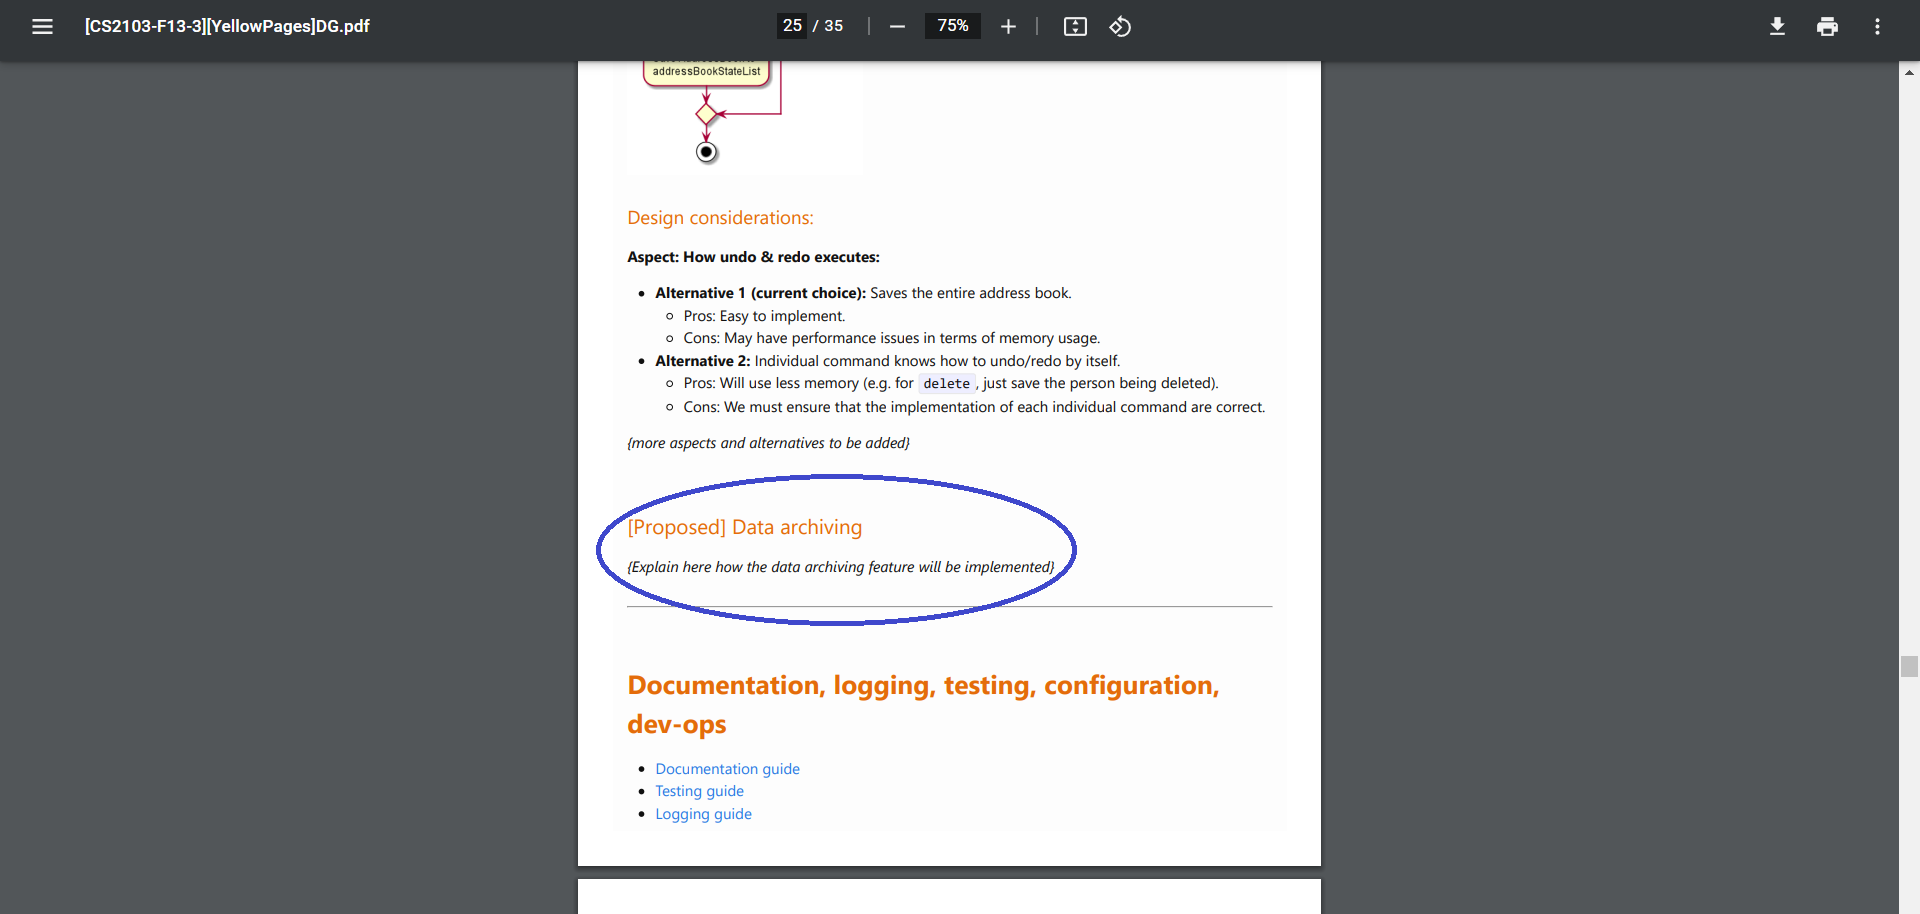 [CS2103-F13-3][YellowPages]DG.pdf
25 / 35
75%
addressBookStateList
Design considerations:
Aspect: How undo & redo executes:
• Alternative 1 (current choice): Saves the entire address book.
○ Pros: Easy to implement.
○ Cons: May have performance issues in terms of memory usage.
• Alternative 2: Individual command knows how to undo/redo by itself.
○ Pros: Will use less memory (e.g. for delete, just save the person being deleted).
○ Cons: We must ensure that the implementation of each individual command are correct.
{more aspects and alternatives to be added}
[Proposed] Data archiving
{Explain here how the data archiving feature will be implemented}
Documentation, logging, testing, configuration,
dev-ops
• Documentation guide
• Testing guide
• Logging guide